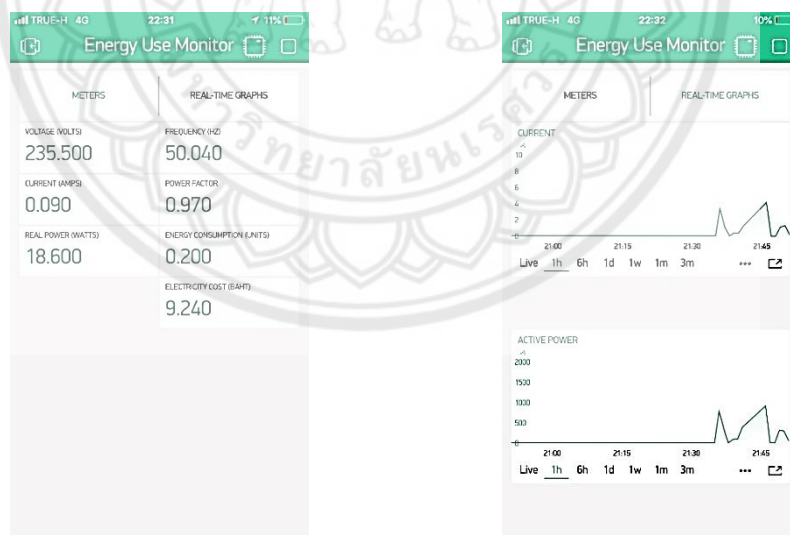 TRUE-H 4G 22:31 11%
Energy Use Monitor
METERS REAL-TIME GRAPHS
VOLTAGE (VOLTS) FREQUENCY (HZ)
235.500 50.040
CURRENT (AMPS) POWER FACTOR
0.090 0.970
REAL POWER (WATTS) ENERGY CONSUMPTION (UNITS)
18.600 0.200
ELECTRICITY COST (BAHT)
9.240
TRUE-H 4G 22:32 10%
Energy Use Monitor
METERS REAL-TIME GRAPHS
CURRENT
10
8
6
4
2
0
21:00 21:15 21:30 21:45
Live 1h 6h 1d 1w 1m 3m ...
ACTIVE POWER
2000
1500
1000
500
0
21:00 21:15 21:30 21:45
Live 1h 6h 1d 1w 1m 3m ...